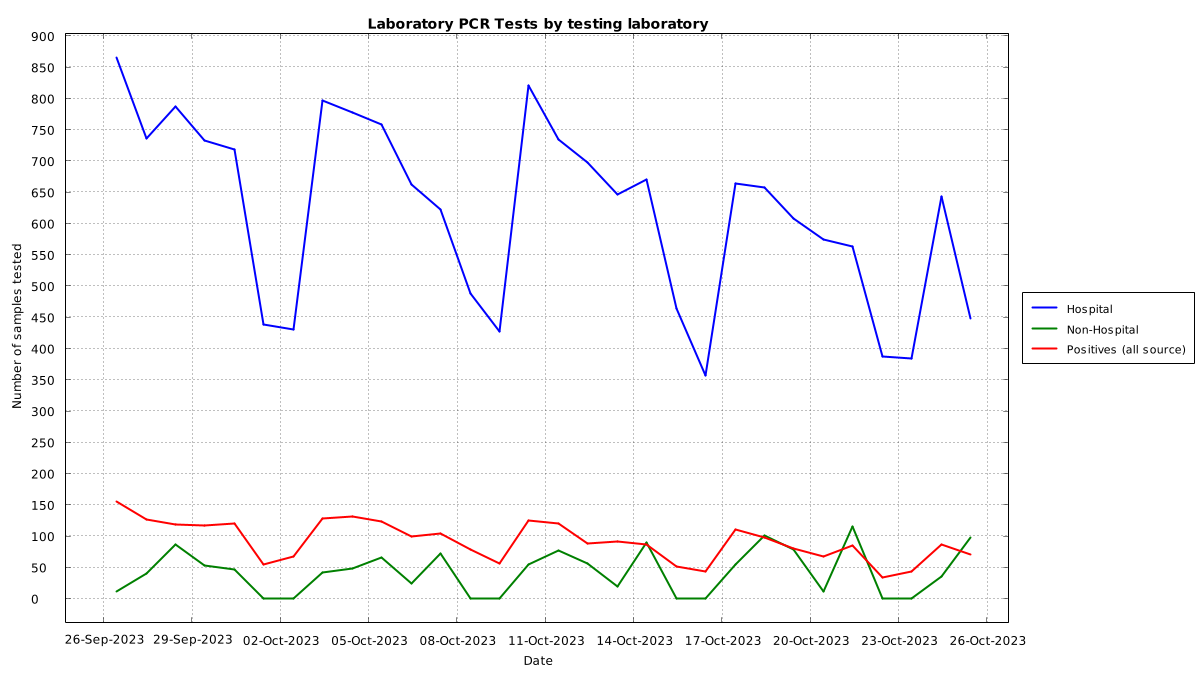 Laboratory PCR Tests by testing laboratory
900
850
800
750
700
650
600
550
500
450
400
350
300
250
200
150
100
50
0
Number of samples tested
26-Sep-2023 29-Sep-2023 02-Oct-2023 05-Oct-2023 08-Oct-2023 11-Oct-2023 14-Oct-2023 17-Oct-2023 20-Oct-2023 23-Oct-2023 26-Oct-2023
Date
Hospital
Non-Hospital
Positives (all source)